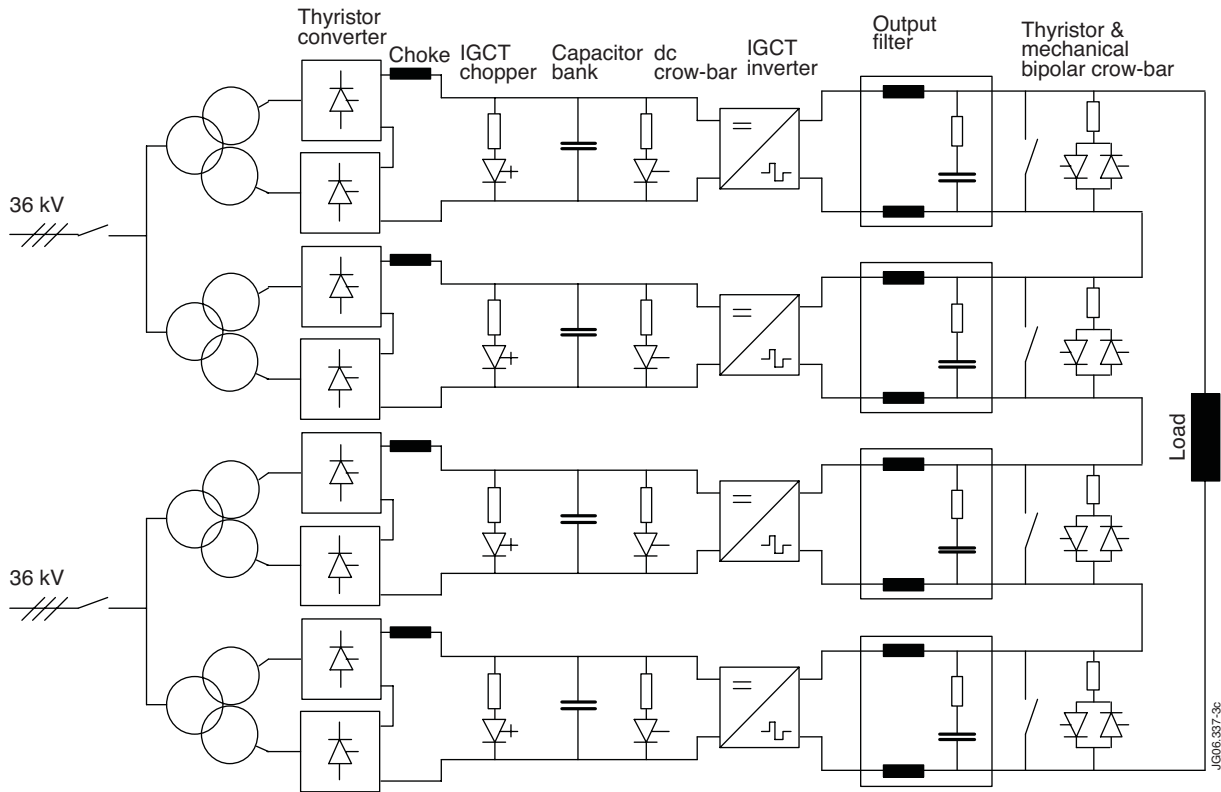 Thyristor
converter
Choke
IGCT
chopper
Capacitor
bank
dc
crow-bar
IGCT
inverter
Output
filter
Thyristor &
mechanical
bipolar crow-bar
36 kV
Load
36 kV
JG06.337-3c